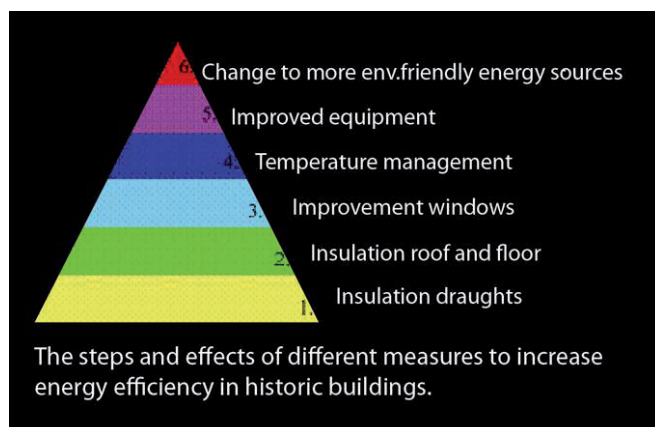 6. Change to more env.friendly energy sources
5. Improved equipment
4. Temperature management
3. Improvement windows
2. Insulation roof and floor
1. Insulation draughts
The steps and effects of different measures to increase
energy efficiency in historic buildings.